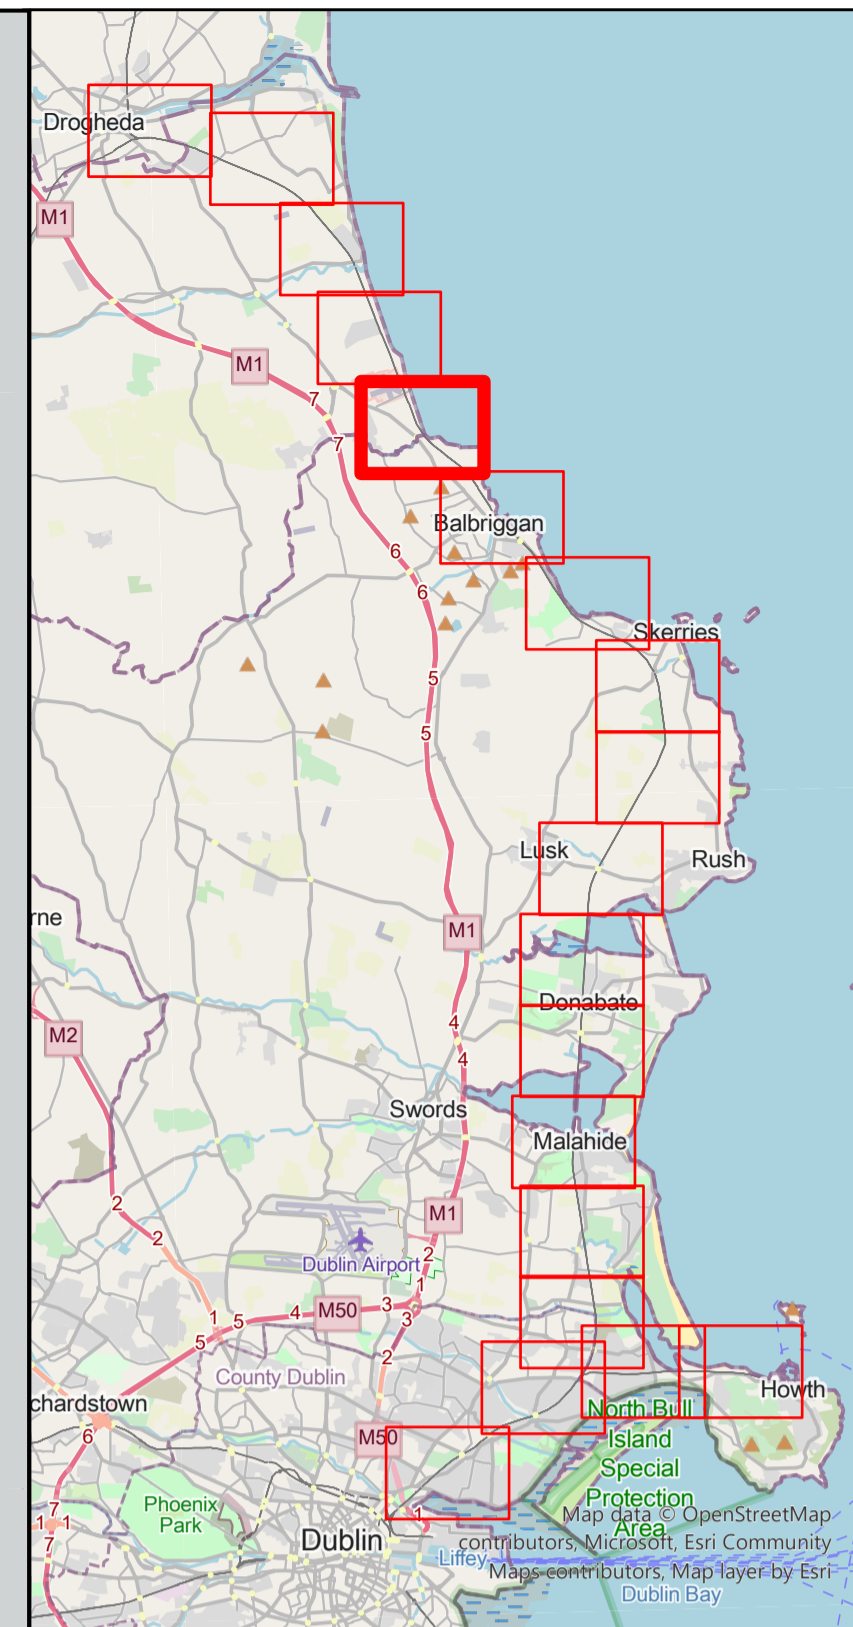 Drogheda
M1
M1
7
7
Balbriggan
6
6
Skerries
5
5
Lusk
Rush
rne
M1
Donabate
M2
4
4
Swords
Malahide
2
M1
2
Dublin Airport
2
1
1
5
4
M50
3
3
5
2
County Dublin
chardstown
Howth
North Bull
Island
Special
Protection
Area
6
M50
7
1
1
7
Phoenix
Park
1
Dublin
Liffey
Map data © OpenStreetMap
contributors, Microsoft, Esri Community
Maps contributors, Map layer by Esri
Dublin Bay